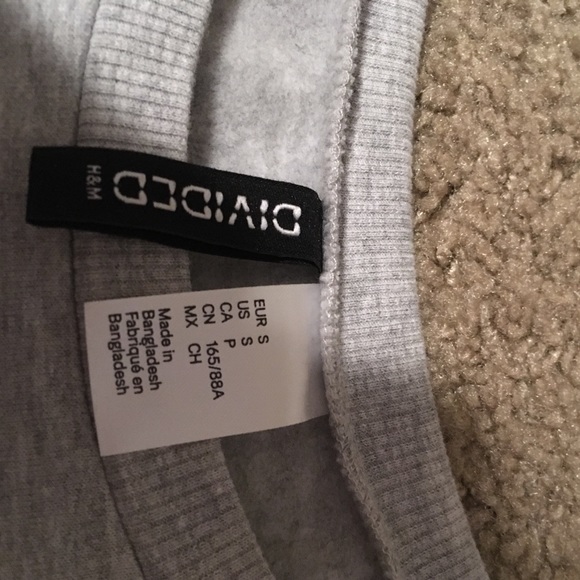 DIVIDED
H&M
EUR S
US S
CA P
CN 165/88A
MX CH
Made in
Bangladesh
Fabriqué en
Bangladesh